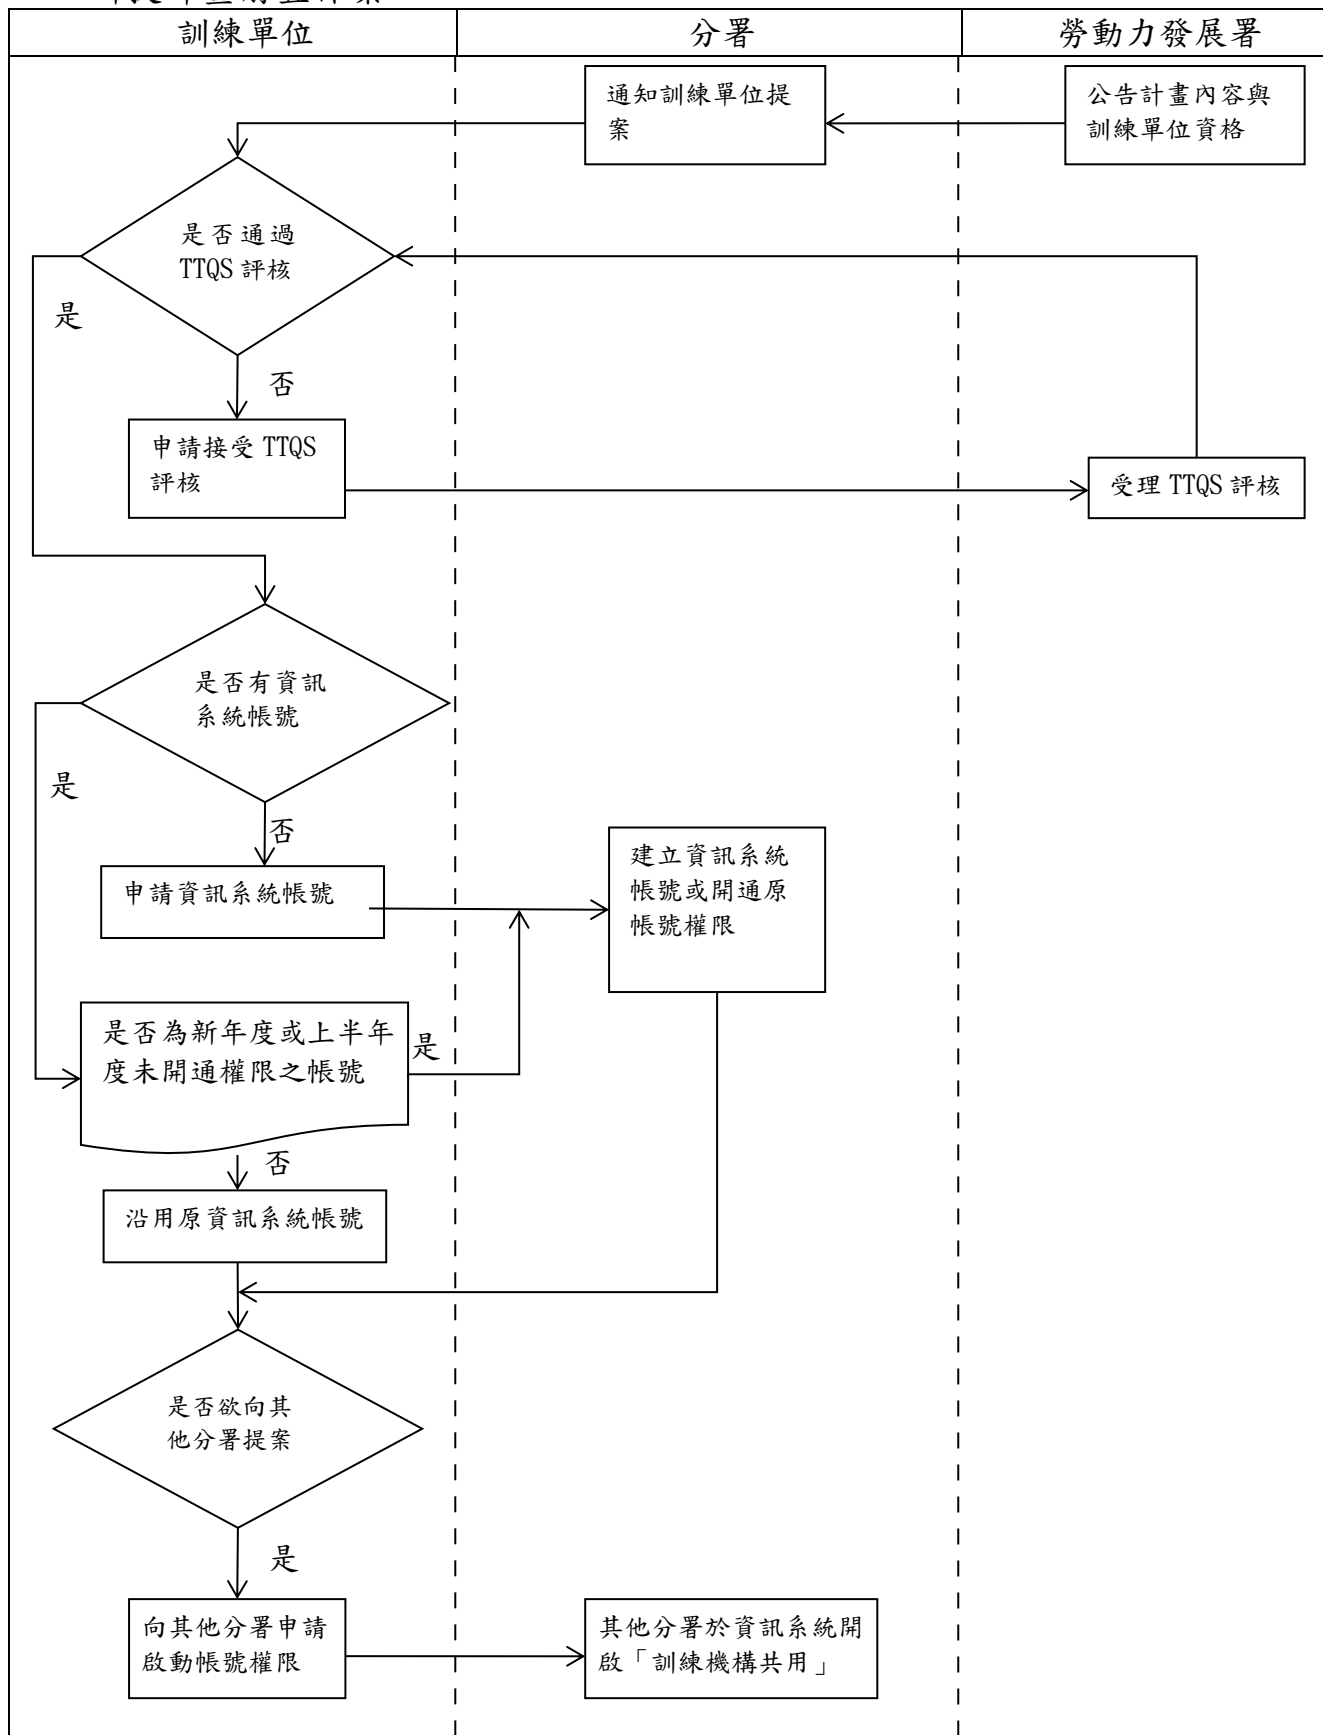 訓練單位
分署
勞動力發展署
通知訓練單位提
案
公告計畫內容與
訓練單位資格
是否通過
TTQS 評核
是
否
申請接受 TTQS
評核
受理 TTQS 評核
是否有資訊
系統帳號
是
否
申請資訊系統帳號
建立資訊系統
帳號或開通原
帳號權限
是否為新年度或上半年
度未開通權限之帳號
是
否
沿用原資訊系統帳號
是否欲向其
他分署提案
是
向其他分署申請
啟動帳號權限
其他分署於資訊系統開
啟「訓練機構共用」